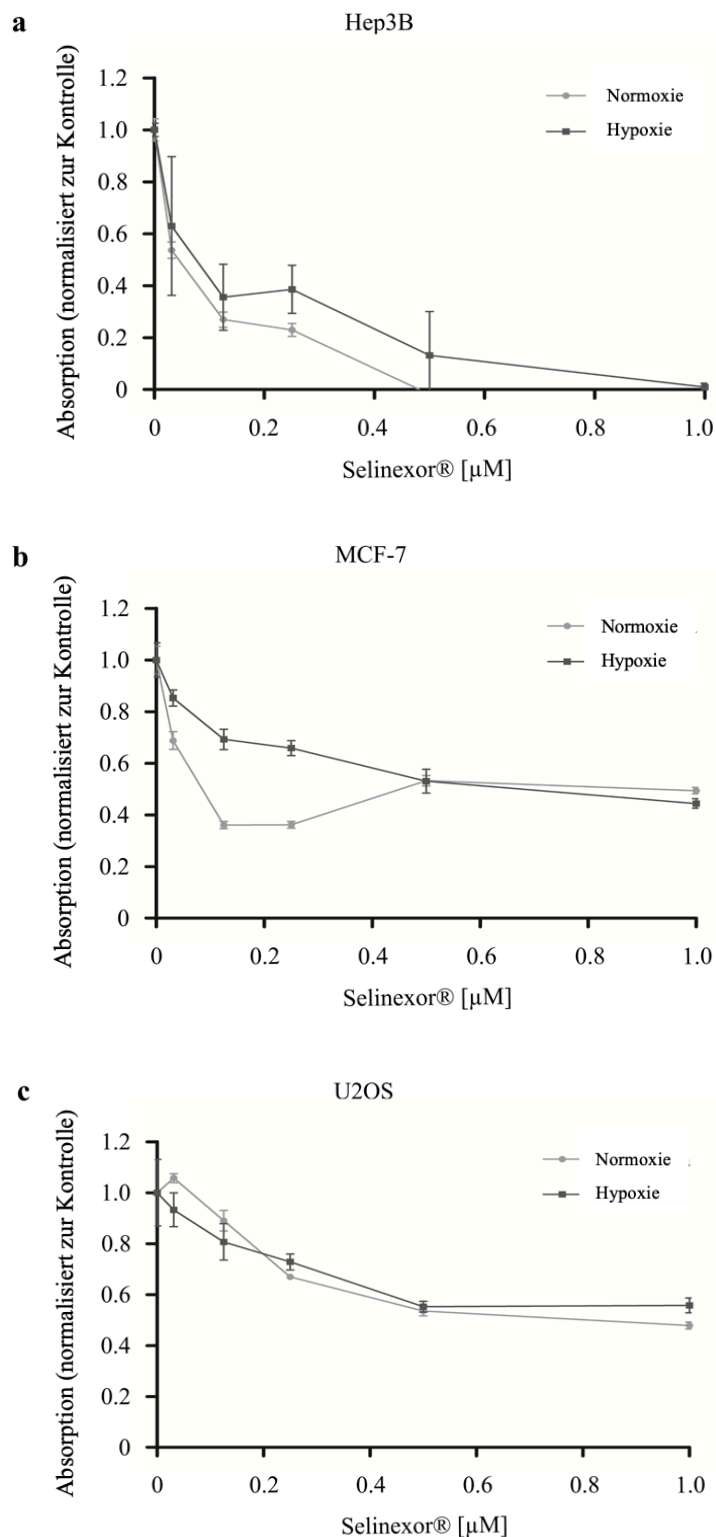 a
Hep3B
Absorption (normalisiert zur Kontrolle)
1.2
1.0
0.8
0.6
0.4
0.2
0
Normoxie
Hypoxie
0 0.2 0.4 0.6 0.8 1.0
Selinexor® [µM]
b
MCF-7
Absorption (normalisiert zur Kontrolle)
1.2
1.0
0.8
0.6
0.4
0.2
0
Normoxie
Hypoxie
0 0.2 0.4 0.6 0.8 1.0
Selinexor® [µM]
c
U2OS
Absorption (normalisiert zur Kontrolle)
1.2
1.0
0.8
0.6
0.4
0.2
0
Normoxie
Hypoxie
0 0.2 0.4 0.6 0.8 1.0
Selinexor® [µM]